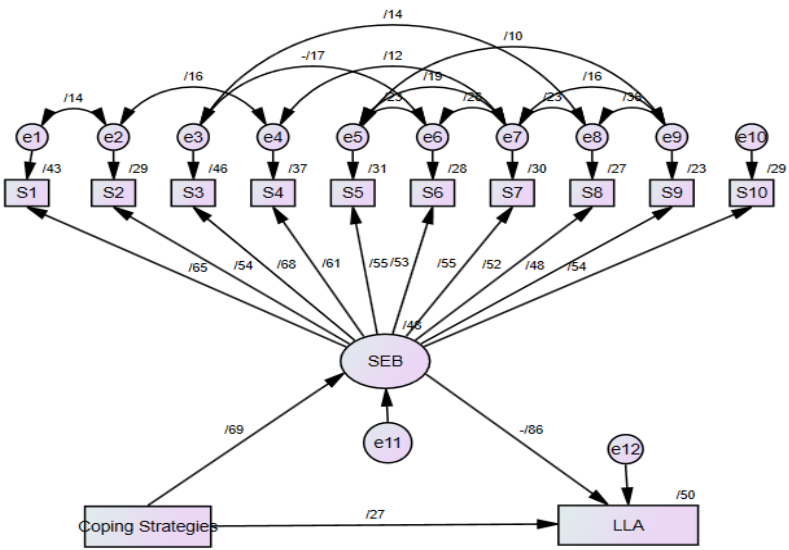 /14
/10
-/17
/12
/14
/16
/19
/16
/23
/26
/23
/36
e1
e2
e3
e4
e5
e6
e7
e8
e9
e10
/43
/29
/46
/37
/31
/28
/30
/27
/23
/29
S1
S2
S3
S4
S5
S6
S7
S8
S9
S10
/65
/54
/68
/61
/55
/53
/55
/52
/48
/54
/48
SEB
/69
-/86
e11
e12
/50
Coping Strategies
/27
LLA